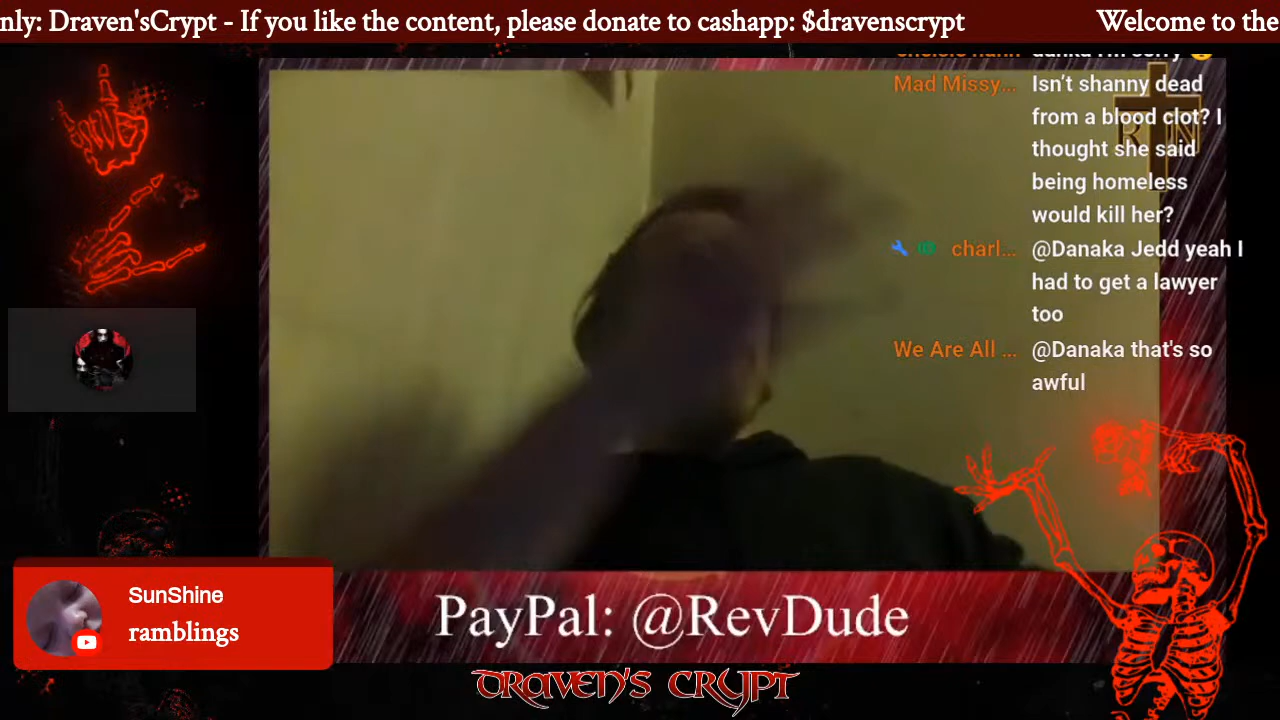 nly: Draven'sCrypt - If you like the content, please donate to cashapp: $dravenscrypt
Welcome to the
Mad Missy... Isn't shanny dead
from a blood clot? I
thought she said
being homeless
would kill her?
charl... @Danaka Jedd yeah I
had to get a lawyer
too
We Are All ... @Danaka that's so
awful
R N
SunShine
ramblings
PayPal: @RevDude
DRAVEN'S CRYPT